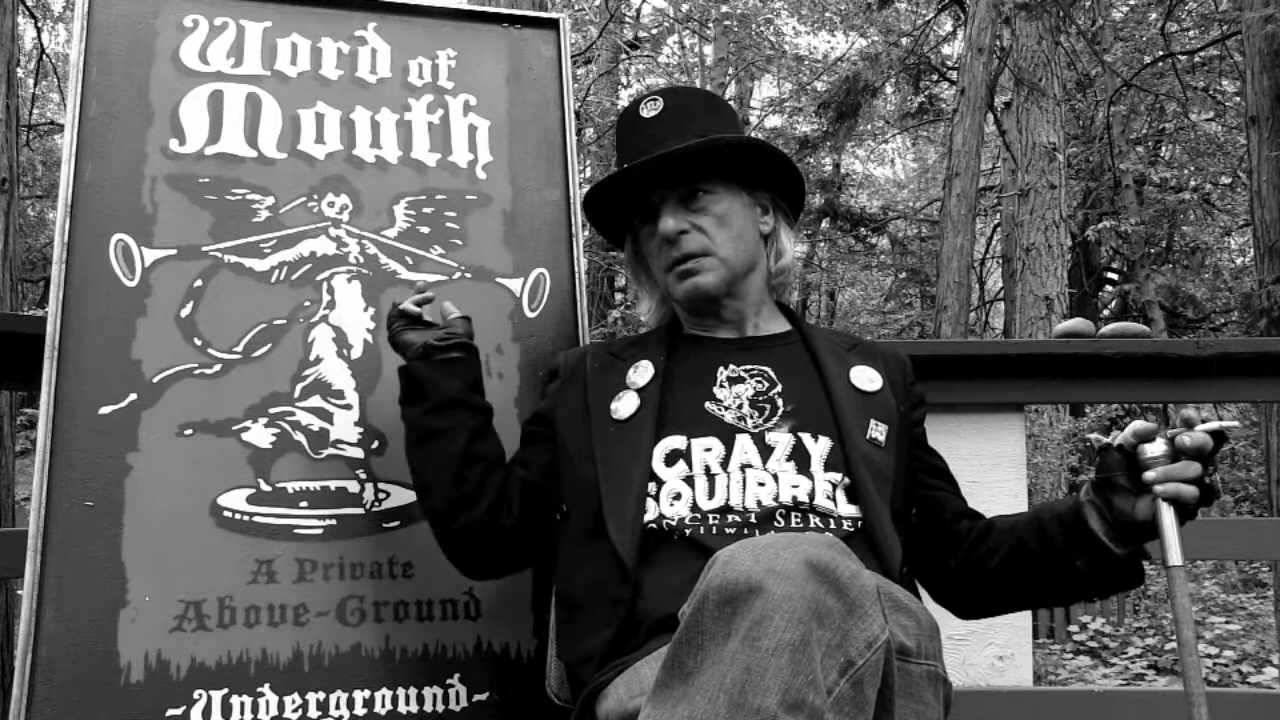 Word of
Mouth
A Private
Above-Ground
-Underground-
CRAZY
SQUIRREL
CONCERT SERIES